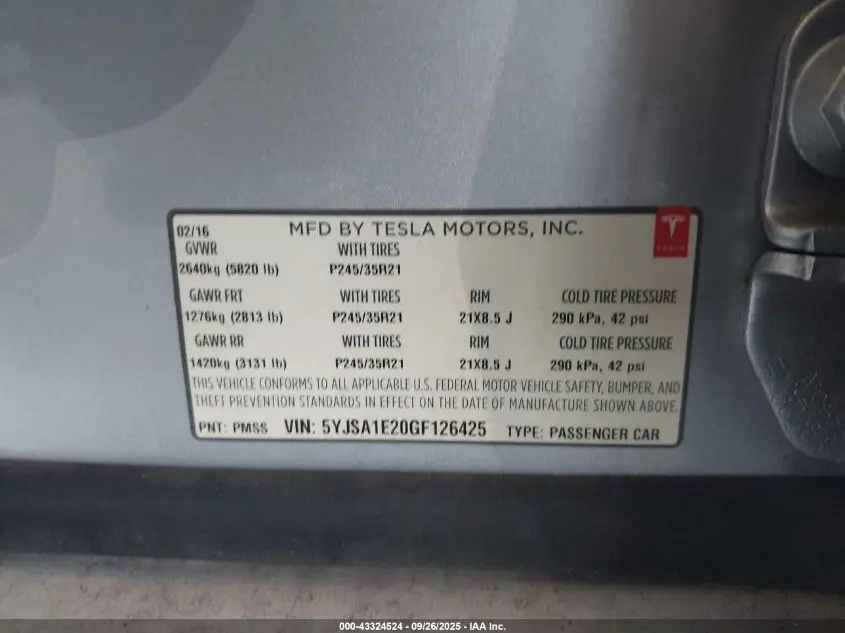 02/16 MFD BY TESLA MOTORS, INC.
TESLA
GVWR WITH TIRES
2640kg (5820 lb) P245/35R21
GAWR FRT WITH TIRES RIM COLD TIRE PRESSURE
1276kg (2813 lb) P245/35R21 21X8.5 J 290 kPa, 42 psi
GAWR RR WITH TIRES RIM COLD TIRE PRESSURE
1420kg (3131 lb) P245/35R21 21X8.5 J 290 kPa, 42 psi
THIS VEHICLE CONFORMS TO ALL APPLICABLE U.S. FEDERAL MOTOR VEHICLE SAFETY, BUMPER, AND
THEFT PREVENTION STANDARDS IN EFFECT ON THE DATE OF MANUFACTURE SHOWN ABOVE.
PNT: PMSS VIN: 5YJSA1E20GF126425 TYPE: PASSENGER CAR
000-43324524 - 09/26/2025 - IAA Inc.